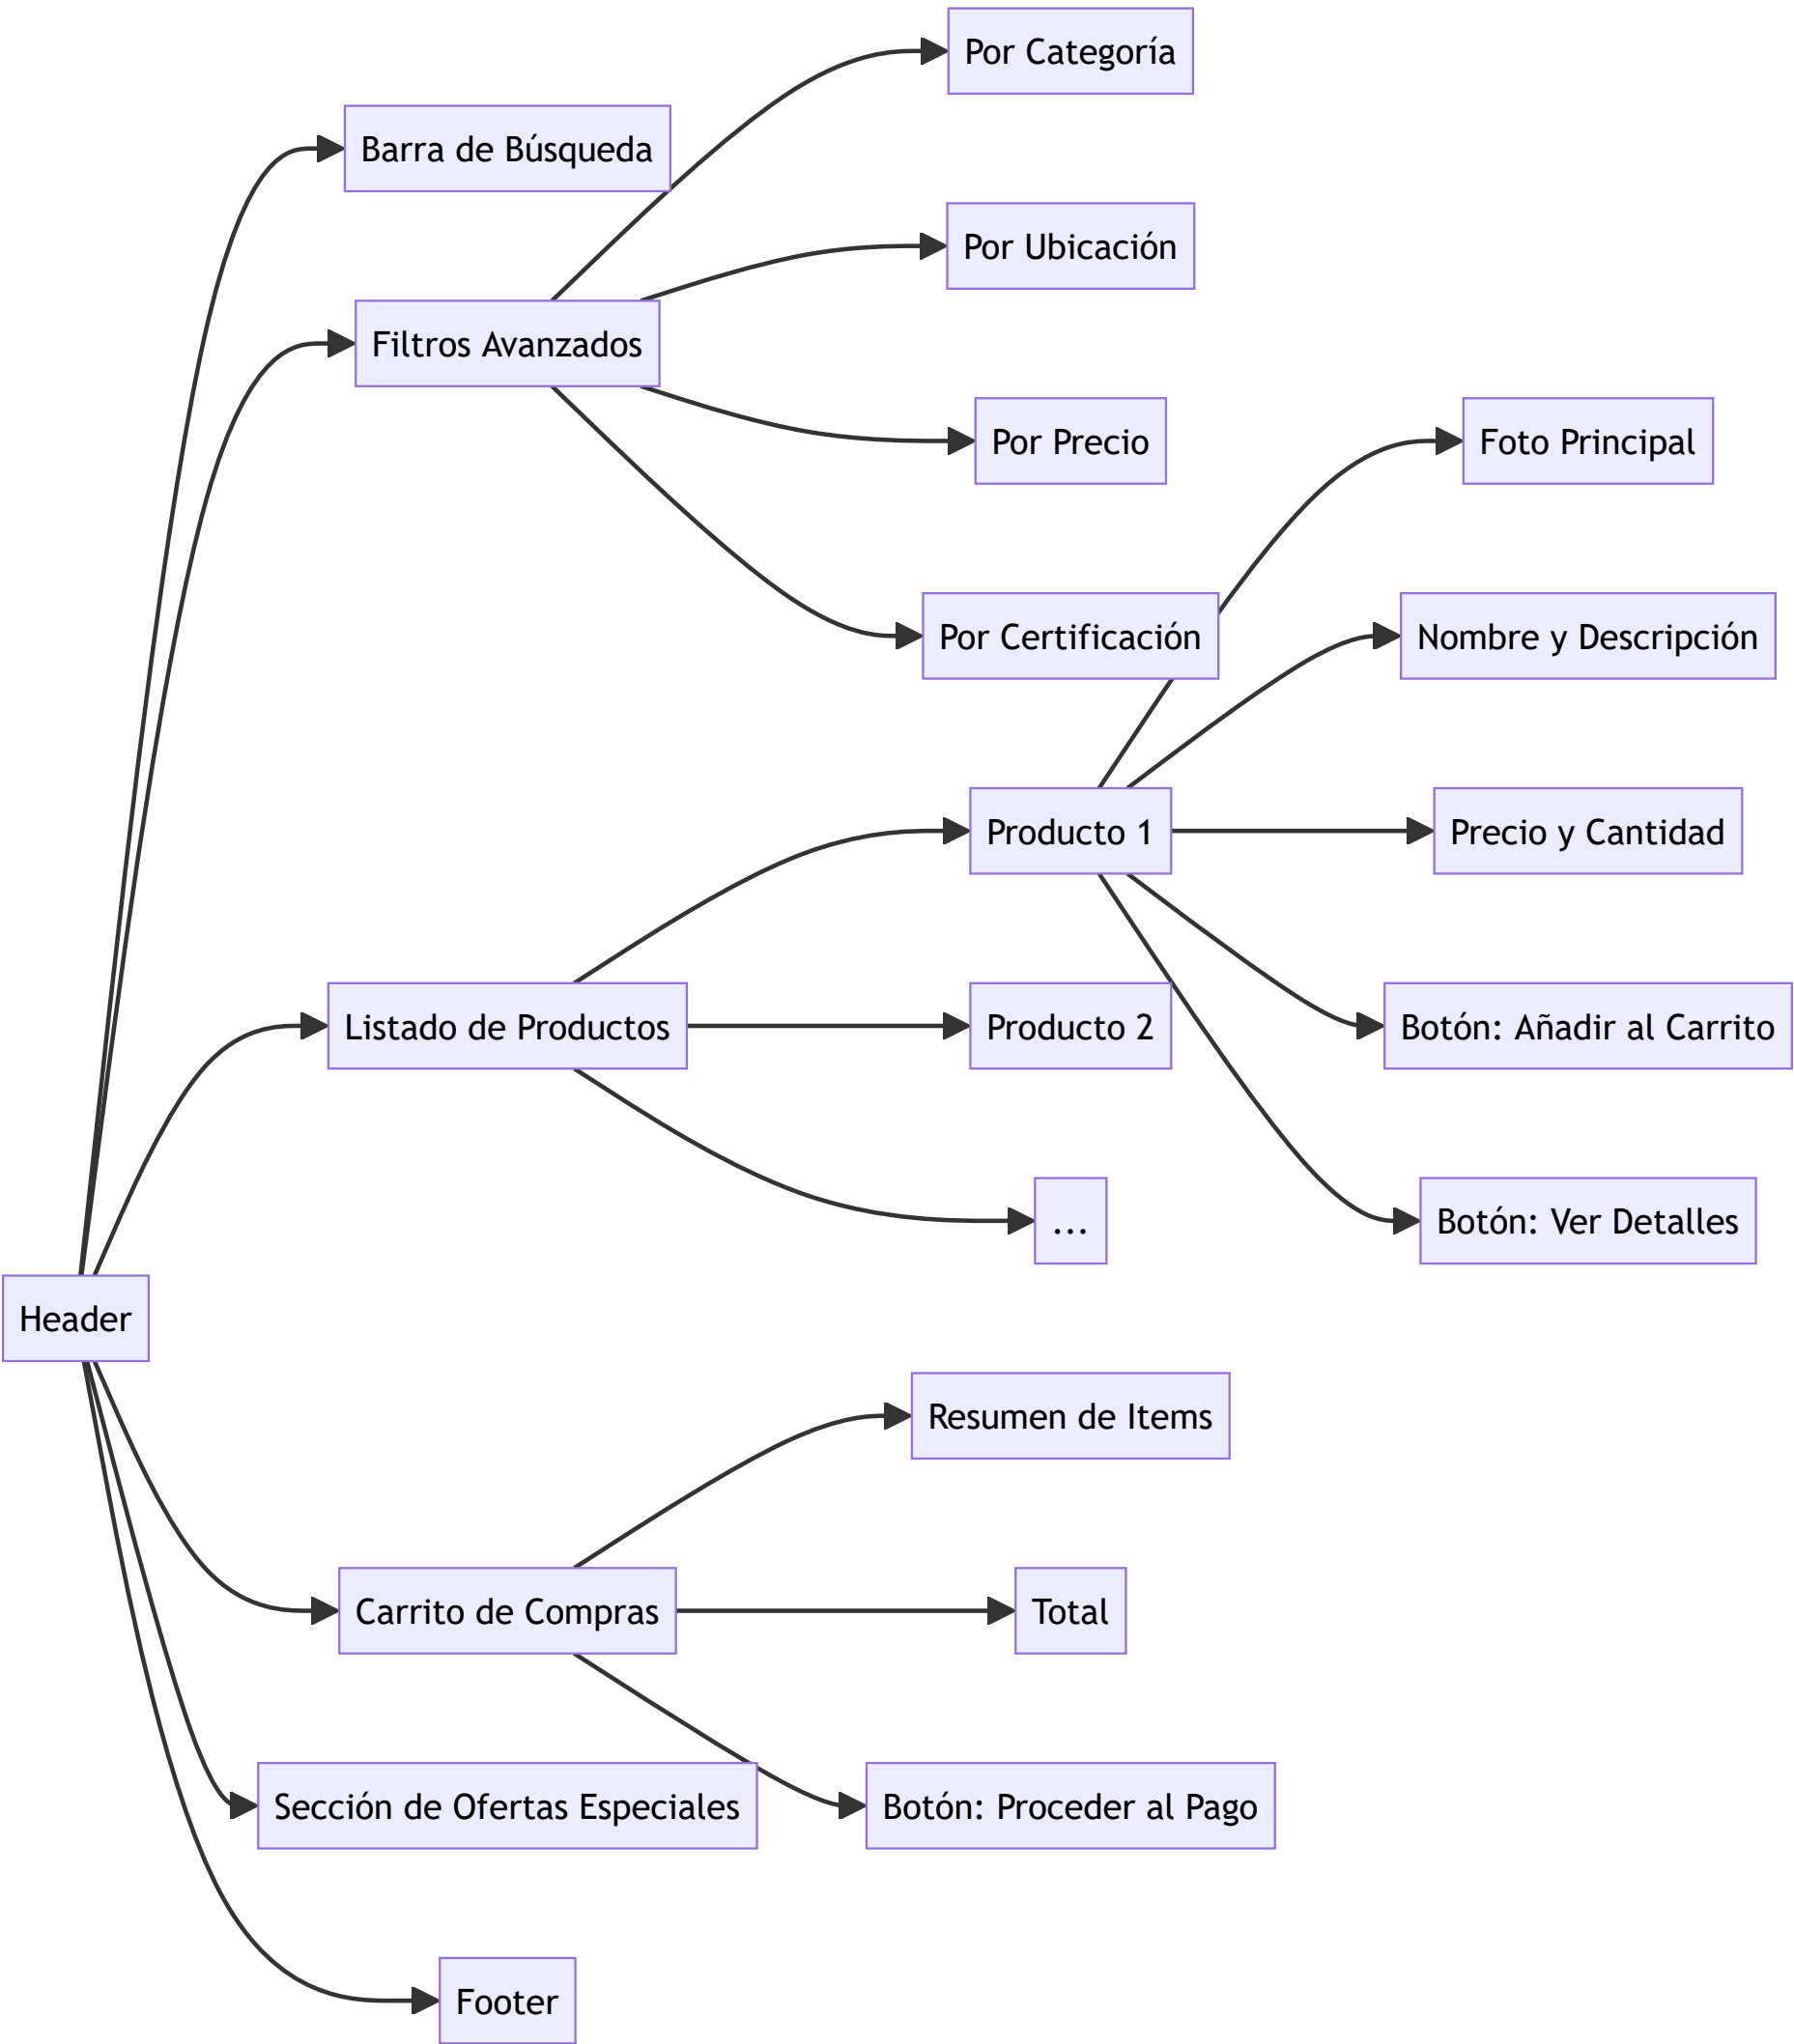 Por Categoría
Barra de Búsqueda
Por Ubicación
Filtros Avanzados
Por Precio
Foto Principal
Por Certificación
Nombre y Descripción
Producto 1
Precio y Cantidad
Listado de Productos
Producto 2
Botón: Añadir al Carrito
...
Botón: Ver Detalles
Header
Resumen de Items
Carrito de Compras
Total
Sección de Ofertas Especiales
Botón: Proceder al Pago
Footer